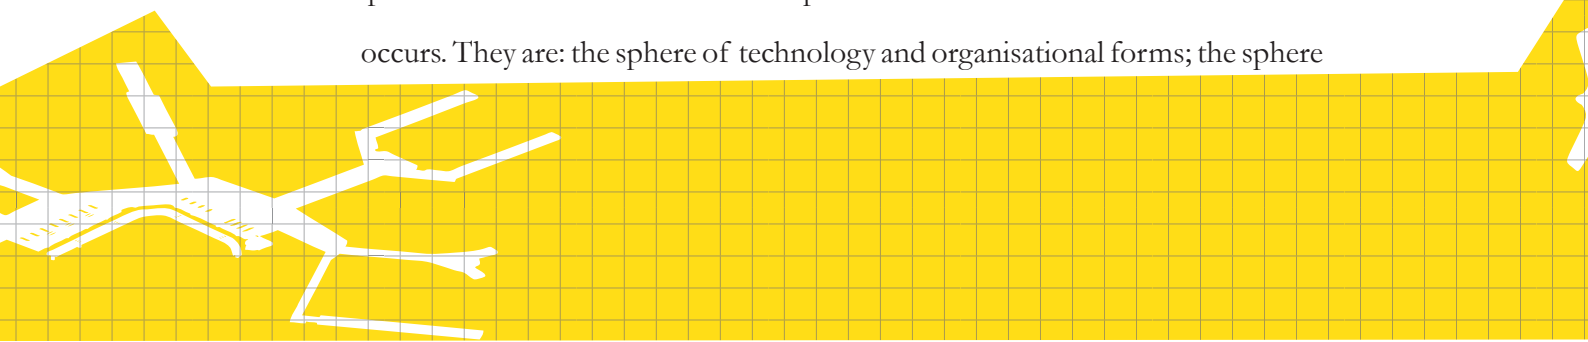 occurs. They are: the sphere of technology and organisational forms; the sphere